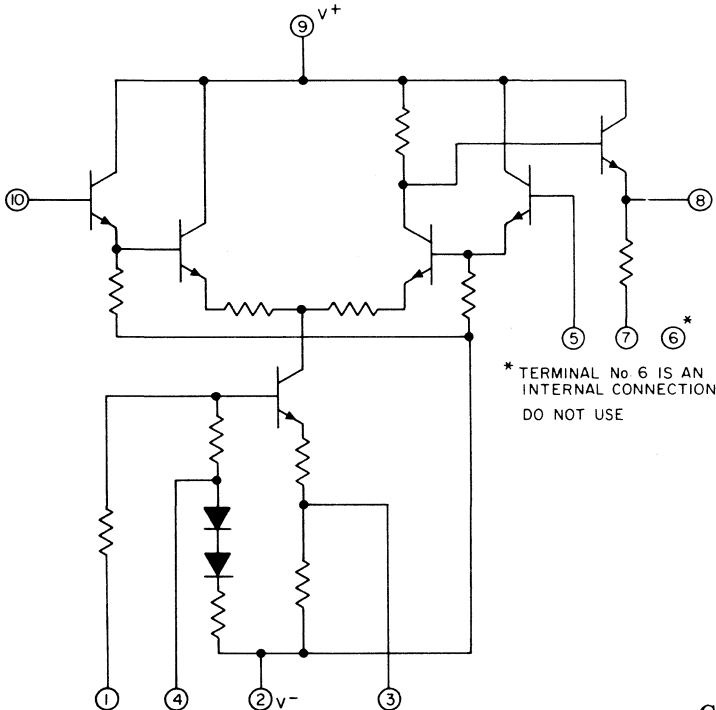 9 V+
10
8
5
7
6 *
* TERMINAL No. 6 IS AN
INTERNAL CONNECTION
DO NOT USE
1
4
2 V-
3